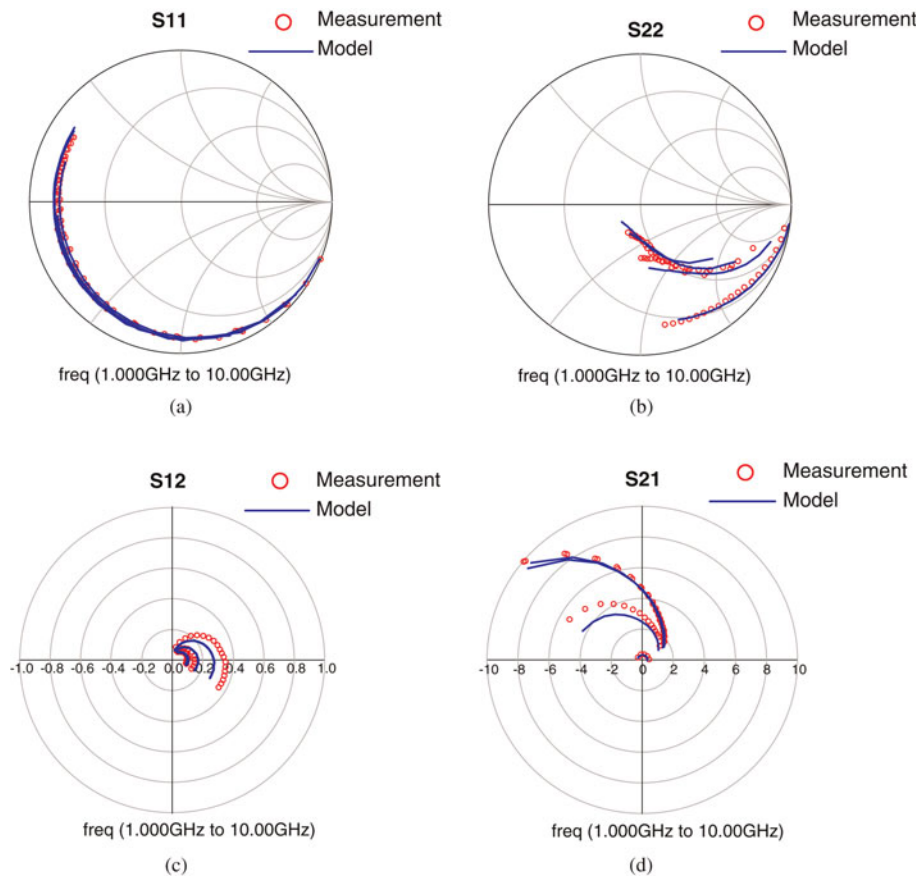 S11
Measurement
Model
freq (1.000GHz to 10.00GHz)
(a)
S22
Measurement
Model
freq (1.000GHz to 10.00GHz)
(b)
S12
Measurement
Model
-1.0 -0.8 -0.6 -0.4 -0.2 0.0 0.2 0.4 0.6 0.8 1.0
freq (1.000GHz to 10.00GHz)
(c)
S21
Measurement
Model
-10 -8 -6 -4 -2 0 2 4 6 8 10
freq (1.000GHz to 10.00GHz)
(d)